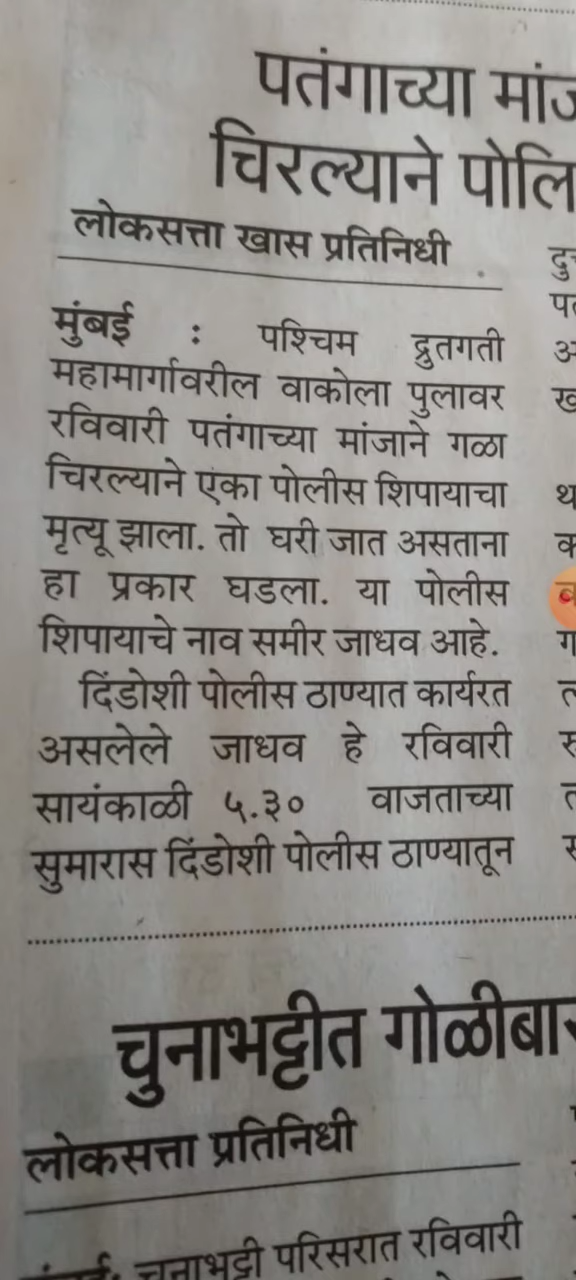 पतंगाच्या
चिरल्याने
लोकसत्ता खास प्रतिनिधी
मुंबई : पश्चिम द्रुतगती
महामार्गावरील वाकोला पुलावर
रविवारी पतंगाच्या मांजाने गळा
चिरल्याने एका पोलीस शिपायाचा
मृत्यू झाला. तो घरी जात असताना
हा प्रकार घडला. या पोलीस
शिपायाचे नाव समीर जाधव आहे.
दिंडोशी पोलीस ठाण्यात कार्यरत
असलेले जाधव हे रविवारी
सायंकाळी ५.३० वाजताच्या
सुमारास दिंडोशी पोलीस ठाण्यातून
चुनाभट्टीत
लोकसत्ता प्रतिनिधी
चुनाभट्टी परिसरात रविवारी